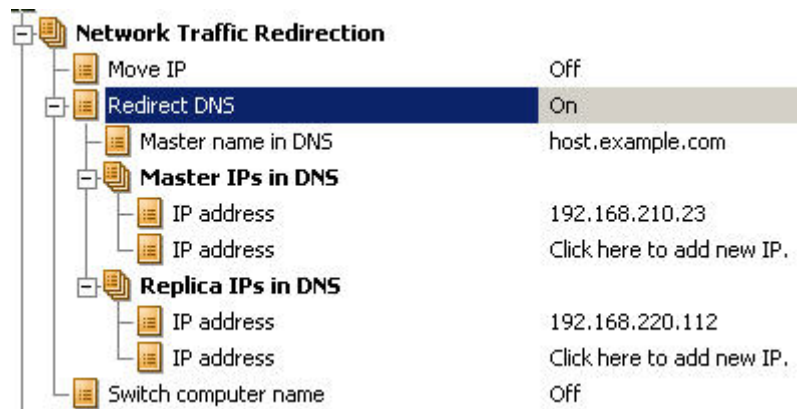 Network Traffic Redirection
Move IP Off
Redirect DNS On
Master name in DNS host.example.com
Master IPs in DNS
IP address 192.168.210.23
IP address Click here to add new IP.
Replica IPs in DNS
IP address 192.168.220.112
IP address Click here to add new IP.
Switch computer name Off